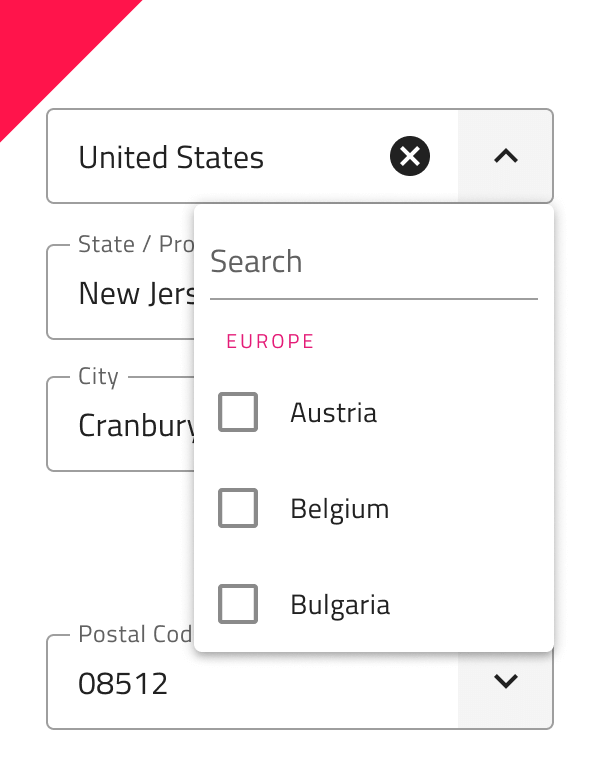 United States
State / Pro
Search
New Jers
EUROPE
City
Austria
Cranbury
Belgium
Bulgaria
Postal Cod
08512